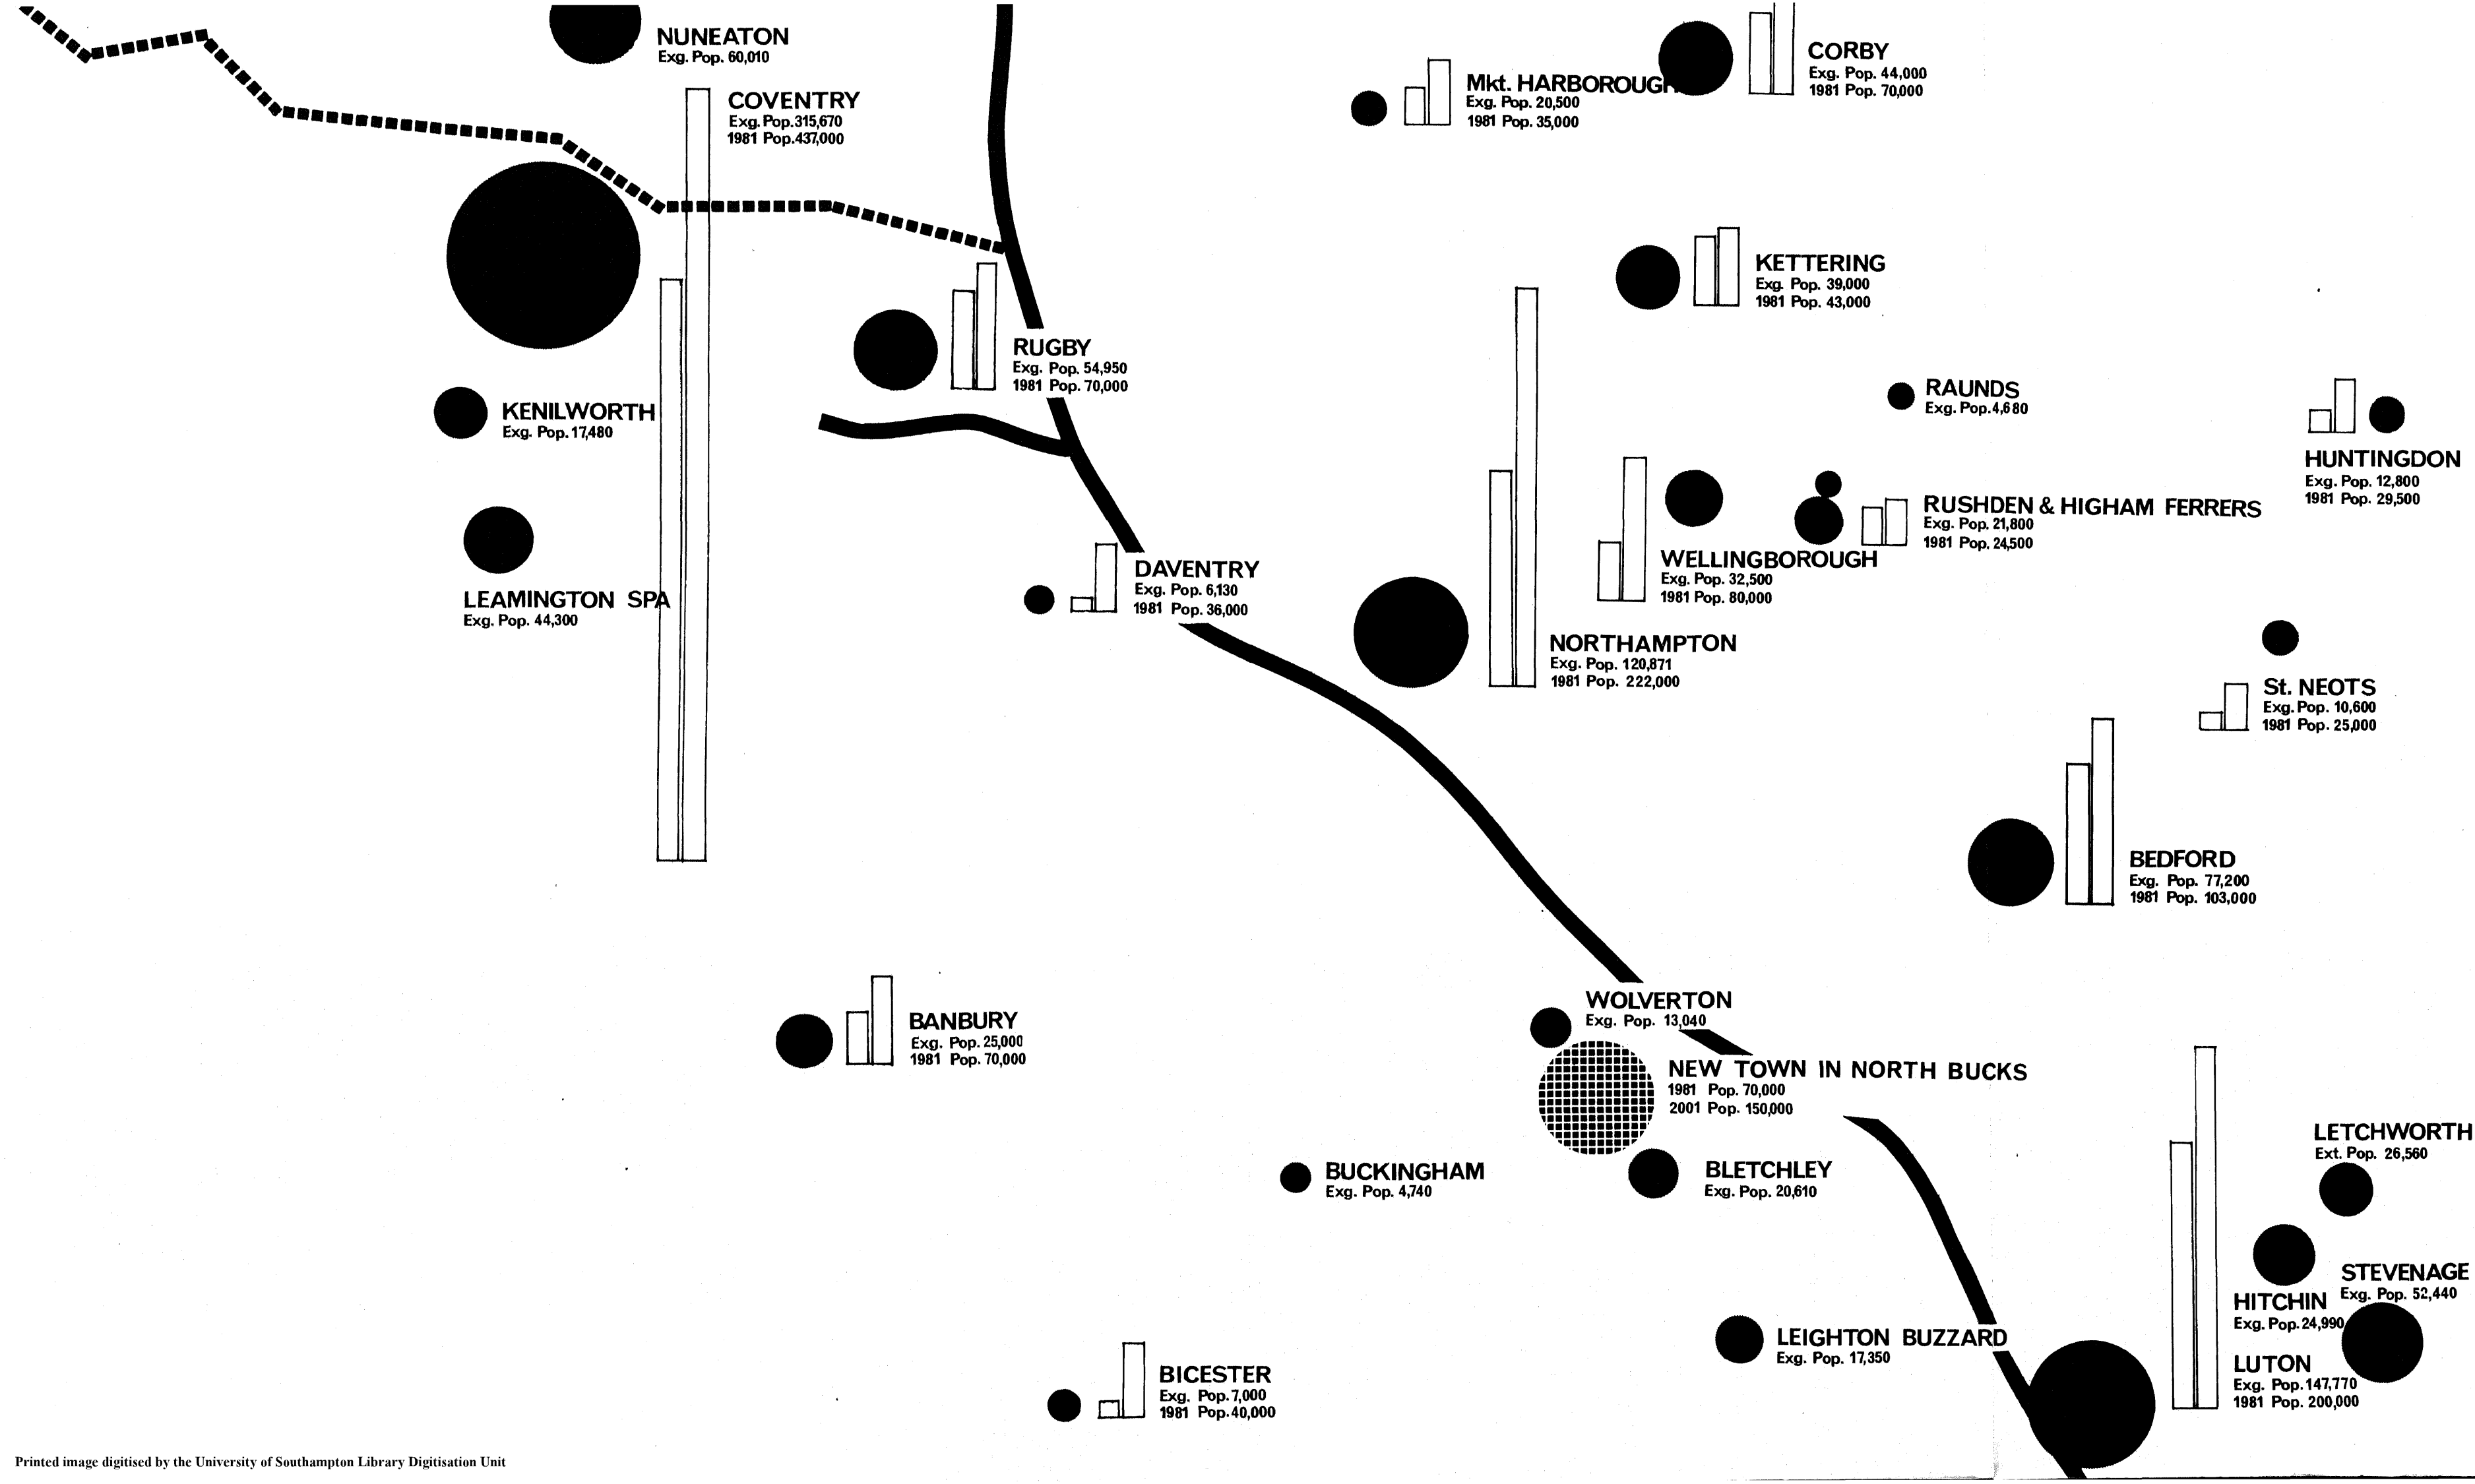 NUNEATON
Exg. Pop. 60,010
COVENTRY
Exg. Pop. 315,670
1981 Pop. 437,000
Mkt. HARBOROUGH
Exg. Pop. 20,500
1981 Pop. 35,000
CORBY
Exg. Pop. 44,000
1981 Pop. 70,000
KETTERING
Exg. Pop. 39,000
1981 Pop. 43,000
RUGBY
Exg. Pop. 54,950
1981 Pop. 70,000
KENILWORTH
Exg. Pop. 17,480
RAUNDS
Exg. Pop. 4,680
HUNTINGDON
Exg. Pop. 12,800
1981 Pop. 29,500
RUSHDEN & HIGHAM FERRERS
Exg. Pop. 21,800
1981 Pop. 24,500
WELLINGBOROUGH
Exg. Pop. 32,500
1981 Pop. 80,000
DAVENTRY
Exg. Pop. 6,130
1981 Pop. 36,000
LEAMINGTON SPA
Exg. Pop. 44,300
NORTHAMPTON
Exg. Pop. 120,871
1981 Pop. 222,000
St. NEOTS
Exg. Pop. 10,600
1981 Pop. 25,000
BEDFORD
Exg. Pop. 77,200
1981 Pop. 103,000
WOLVERTON
Exg. Pop. 13,040
BANBURY
Exg. Pop. 25,000
1981 Pop. 70,000
NEW TOWN IN NORTH BUCKS
1981 Pop. 70,000
2001 Pop. 150,000
LETCHWORTH
Ext. Pop. 26,560
BUCKINGHAM
Exg. Pop. 4,740
BLETCHLEY
Exg. Pop. 20,610
STEVENAGE
Exg. Pop. 52,440
HITCHIN
Exg. Pop. 24,990
LEIGHTON BUZZARD
Exg. Pop. 17,350
LUTON
Exg. Pop. 147,770
1981 Pop. 200,000
BICESTER
Exg. Pop. 7,000
1981 Pop. 40,000
Printed image digitised by the University of Southampton Library Digitisation Unit